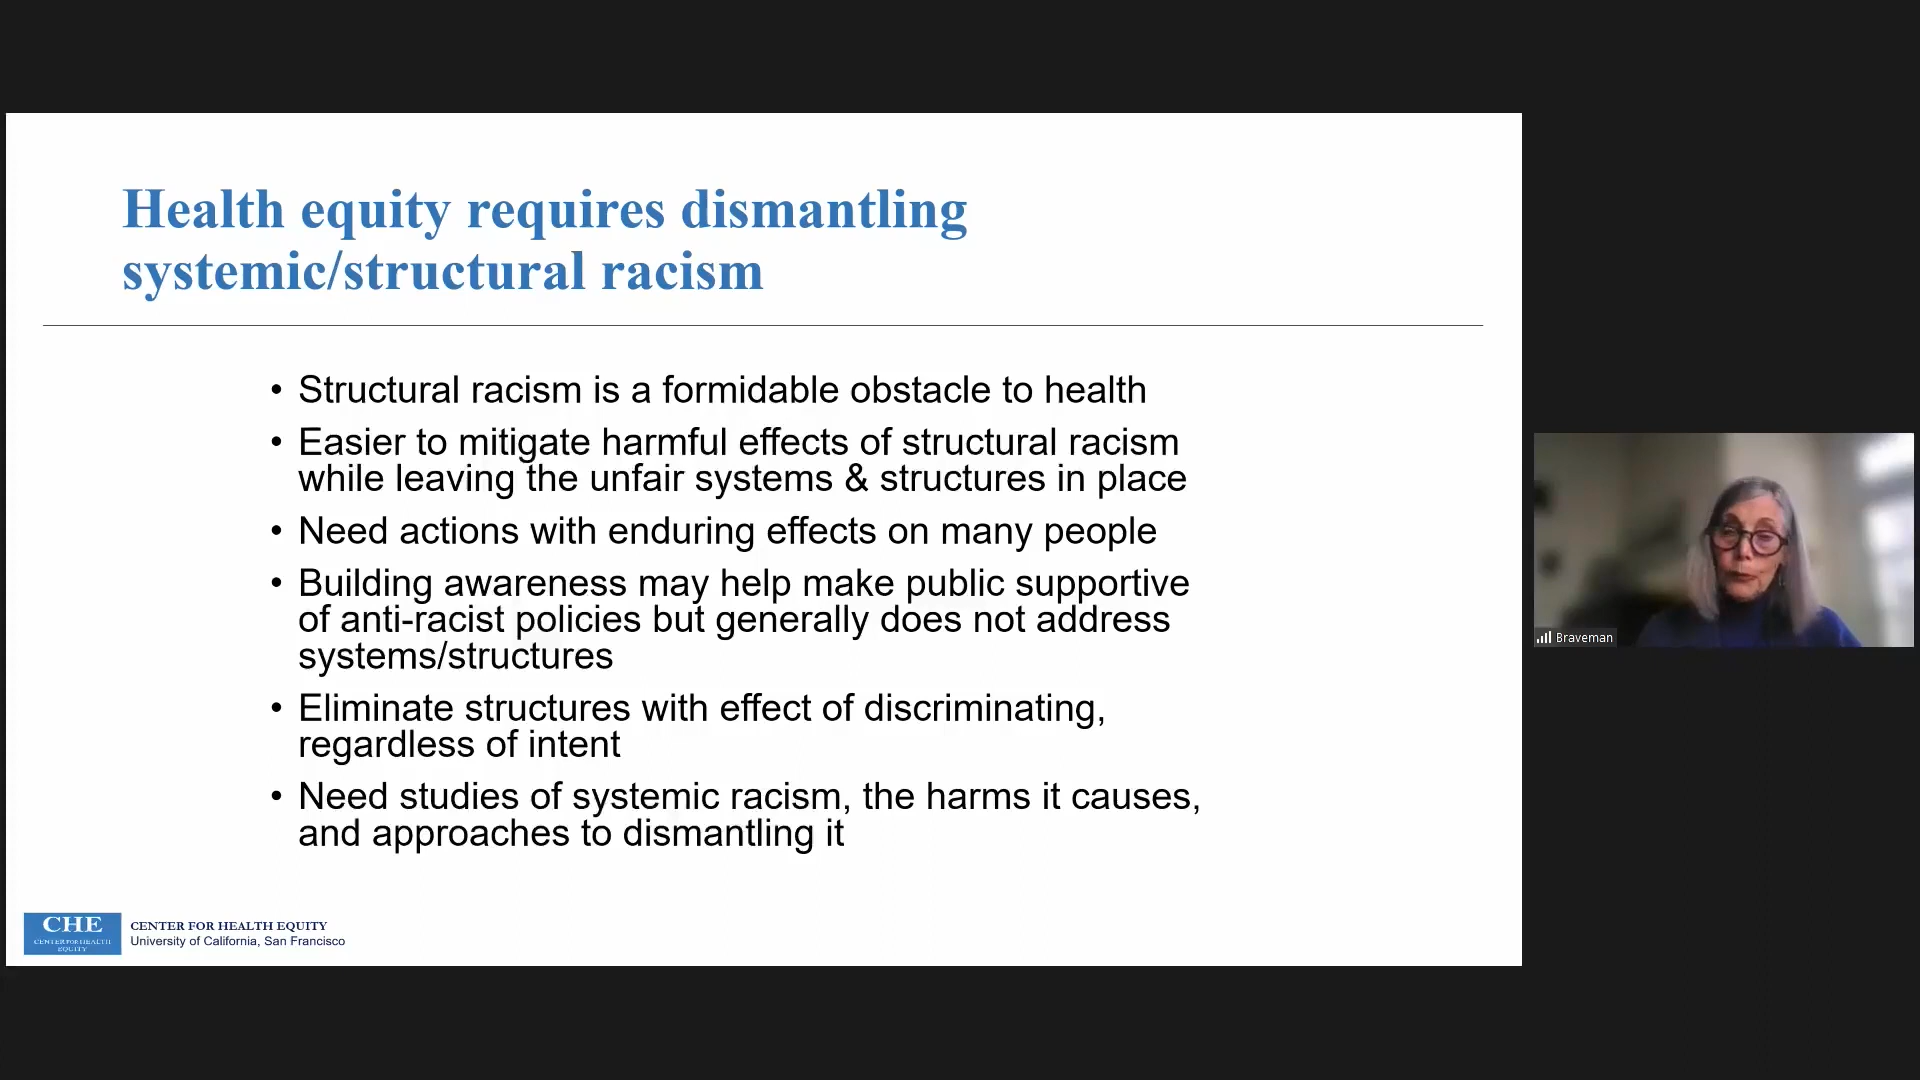 Health equity requires dismantling
systemic/structural racism
• Structural racism is a formidable obstacle to health
• Easier to mitigate harmful effects of structural racism
while leaving the unfair systems & structures in place
• Need actions with enduring effects on many people
• Building awareness may help make public supportive
of anti-racist policies but generally does not address
systems/structures
• Eliminate structures with effect of discriminating,
regardless of intent
• Need studies of systemic racism, the harms it causes,
and approaches to dismantling it
CHE
CENTER FOR HEALTH
EQUITY
CENTER FOR HEALTH EQUITY
University of California, San Francisco
Braveman